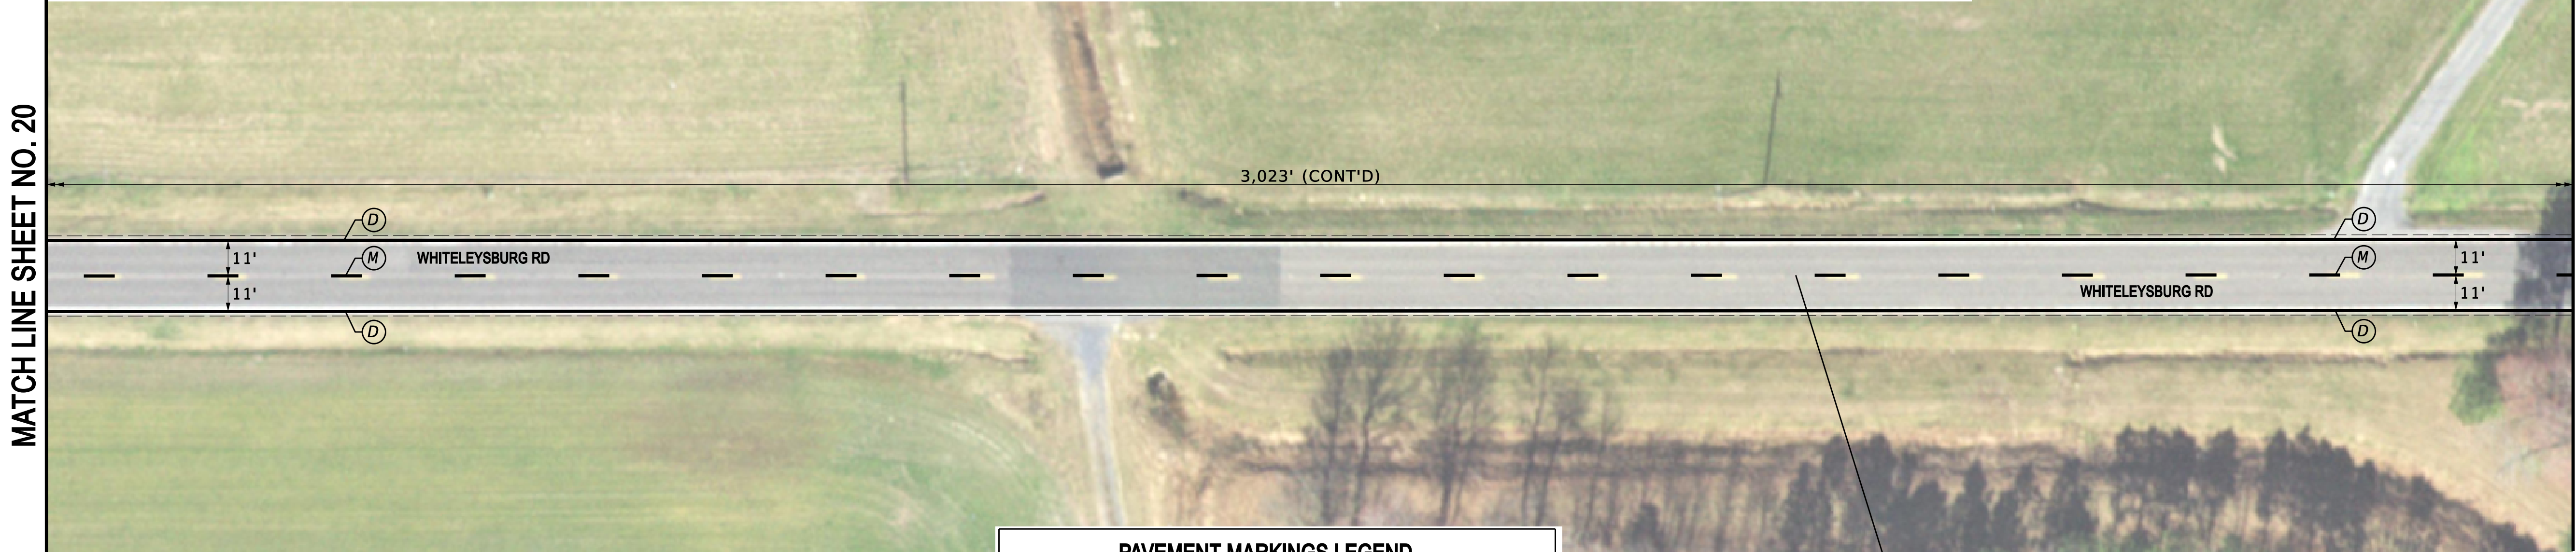 MATCH LINE SHEET NO. 20
3,023' (CONT'D)
D
D
11'
M
WHITELEYSBURG RD
M
11'
11'
WHITELEYSBURG RD
11'
D
D
PAVEMENT MARKINGS LEGEND